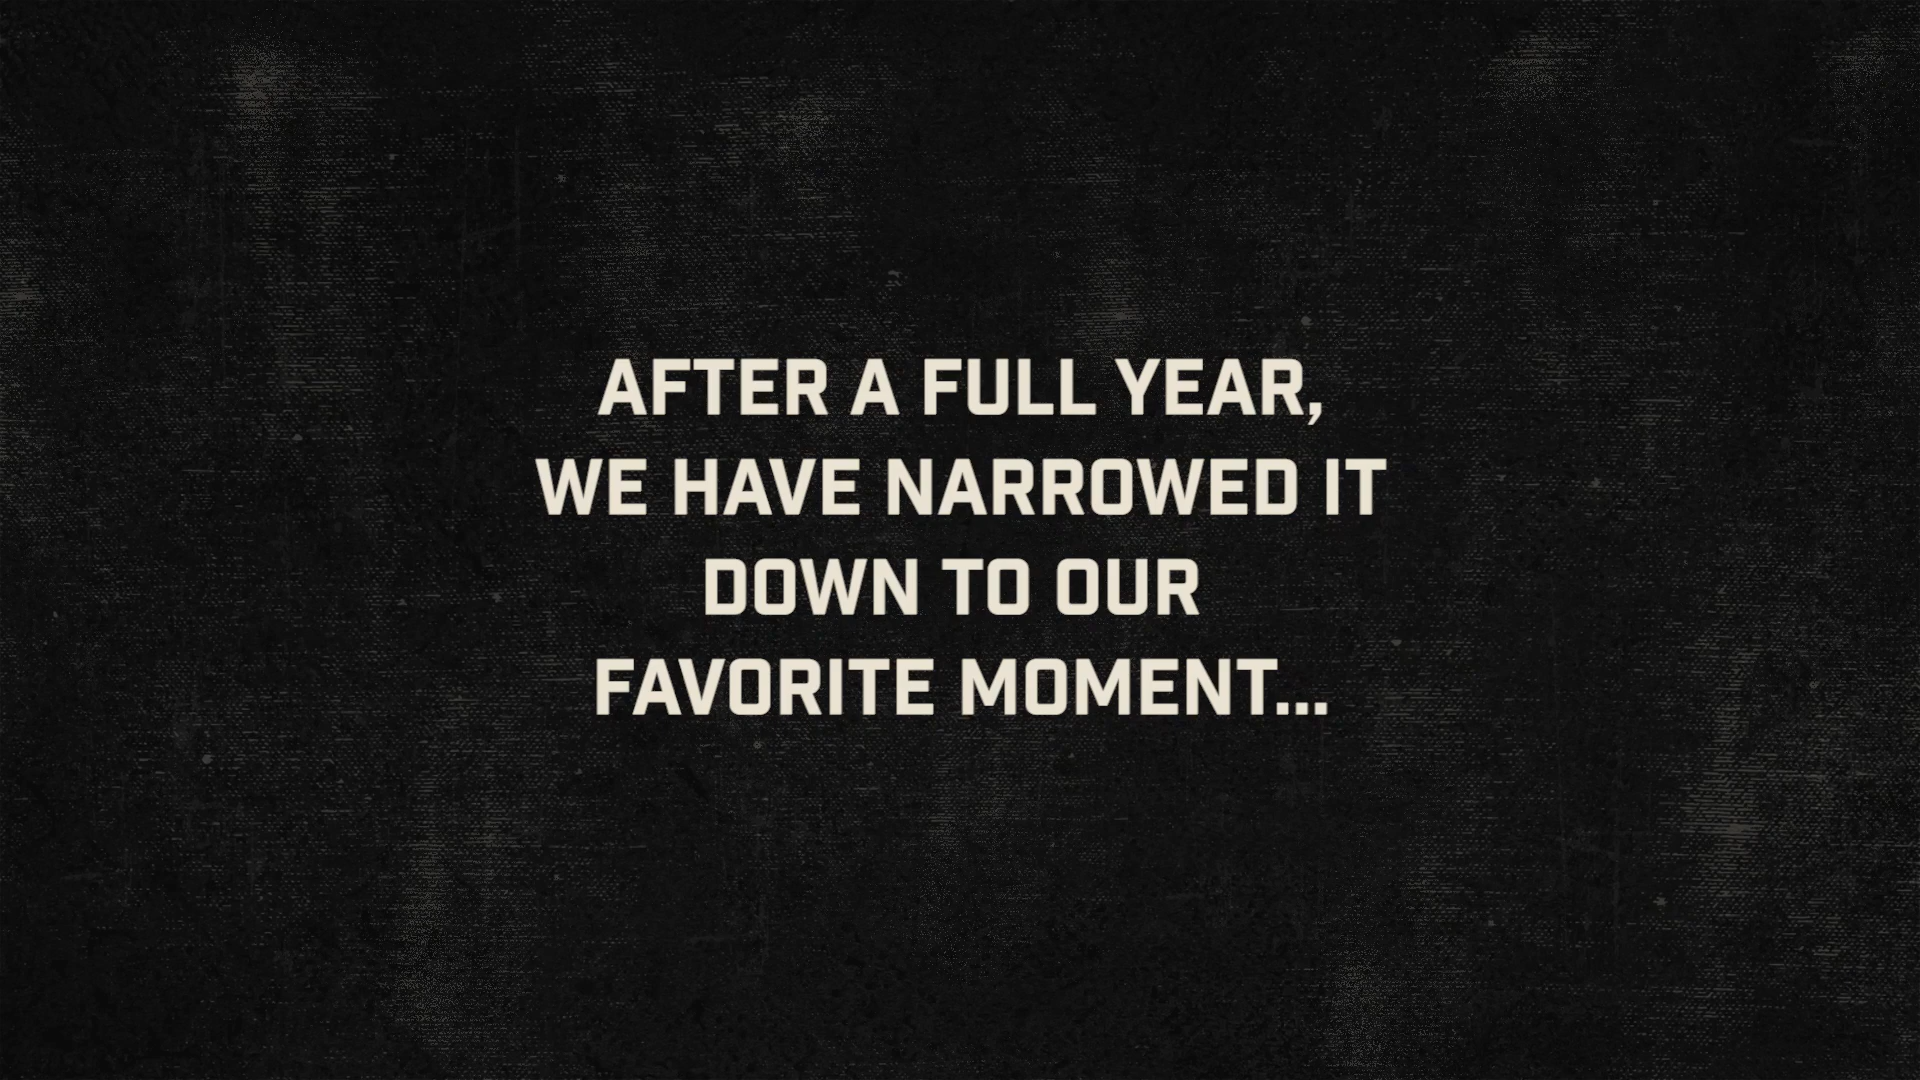 AFTER A FULL YEAR,
WE HAVE NARROWED IT
DOWN TO OUR
FAVORITE MOMENT...